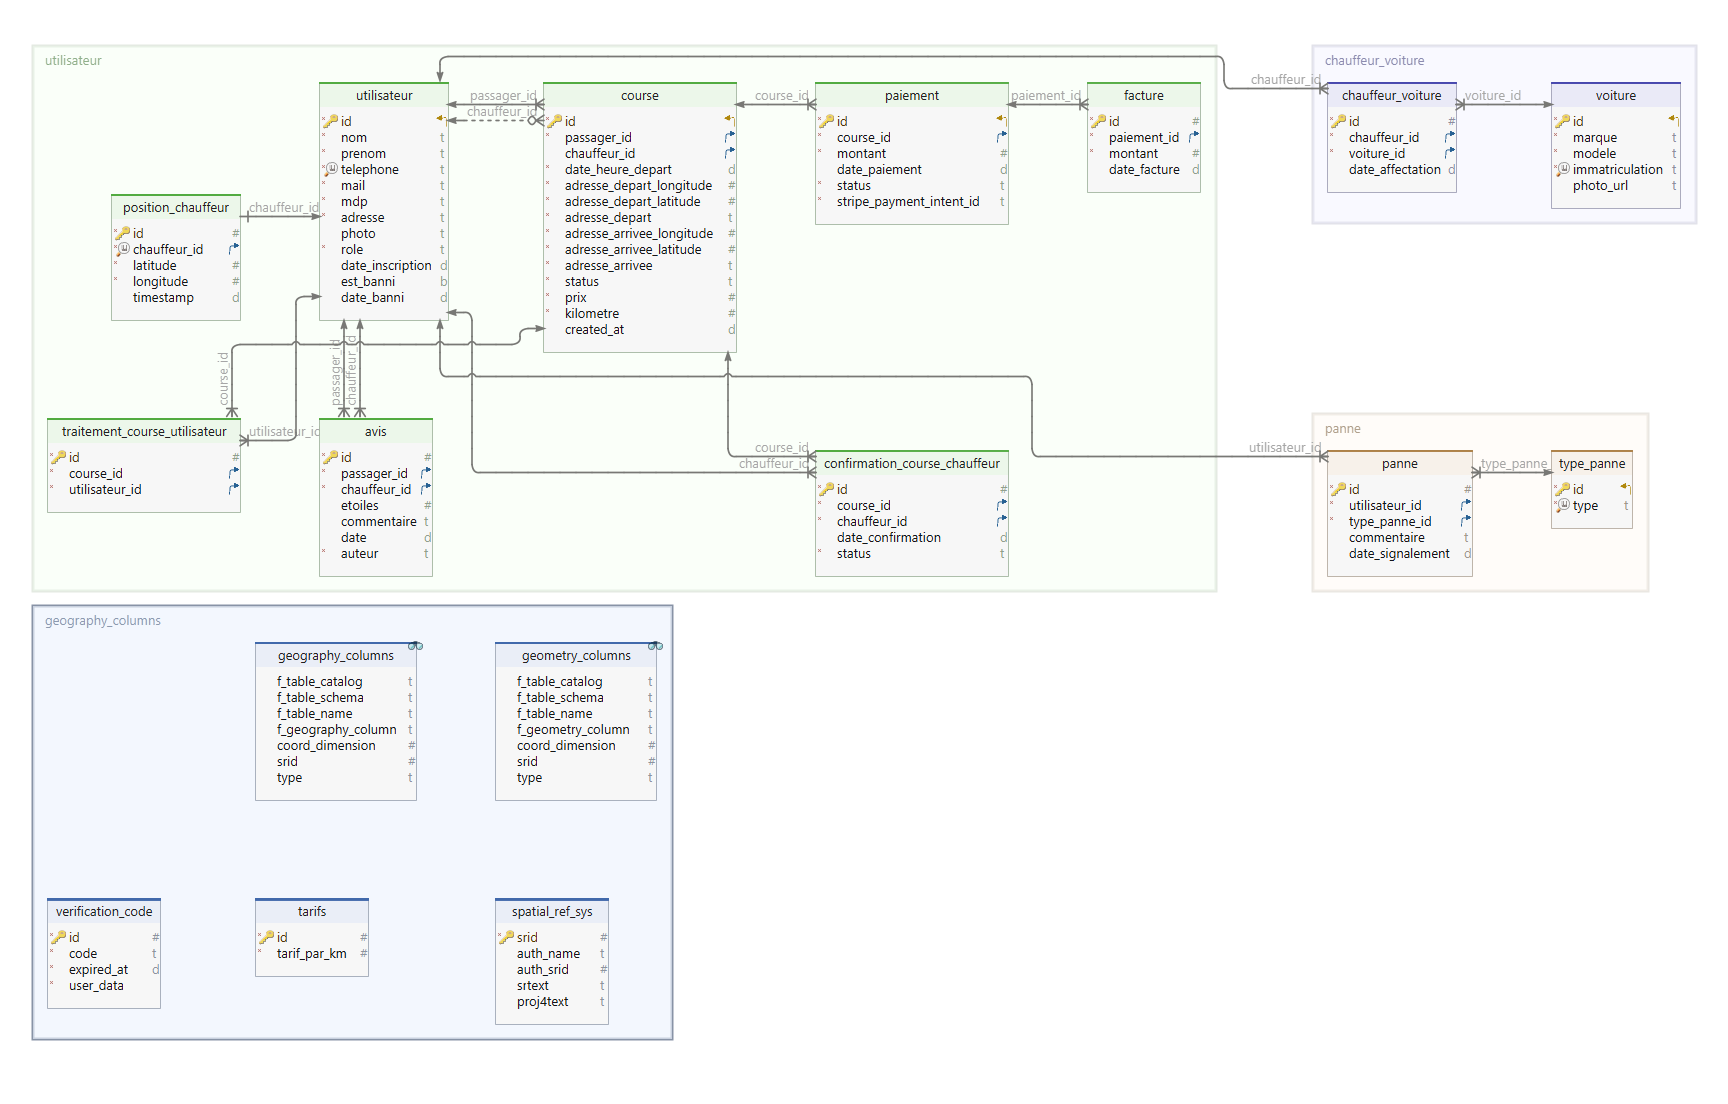 utilisateur
chauffeur_voiture
chauffeur_id
utilisateur
id #
nom t
prenom t
telephone t
mail t
mdp t
adresse t
photo t
role t
date_inscription d
est_banni b
date_banni d
passager_id
chauffeur_id
course
id
passager_id
chauffeur_id
date_heure_depart d
adresse_depart_longitude #
adresse_depart_latitude #
adresse_depart t
adresse_arrivee_longitude #
adresse_arrivee_latitude #
adresse_arrivee t
status t
prix #
kilometre #
created_at d
course_id
paiement
id
course_id
montant #
date_paiement d
status t
stripe_payment_intent_id t
paiement_id
facture
id #
paiement_id
montant #
date_facture d
chauffeur_voiture
id #
chauffeur_id
voiture_id
date_affectation d
voiture_id
voiture
id
marque t
modele t
immatriculation t
photo_url t
position_chauffeur
id #
chauffeur_id
latitude #
longitude #
timestamp d
chauffeur_id
course_id
passager_id
chauffeur_id
traitement_course_utilisateur
id #
course_id
utilisateur_id
utilisateur_id
avis
id #
passager_id
chauffeur_id
etoiles #
commentaire t
date d
auteur t
course_id
chauffeur_id
confirmation_course_chauffeur
id #
course_id
chauffeur_id
date_confirmation d
status t
panne
utilisateur_id
panne
id #
utilisateur_id
type_panne_id
commentaire t
date_signalement d
type_panne
type_panne
id
type t
geography_columns
geography_columns
f_table_catalog t
f_table_schema t
f_table_name t
f_geography_column t
coord_dimension #
srid #
type t
geometry_columns
f_table_catalog t
f_table_schema t
f_table_name t
f_geometry_column t
coord_dimension #
srid #
type t
verification_code
id #
code t
expired_at d
user_data
tarifs
id #
tarif_par_km #
spatial_ref_sys
srid #
auth_name t
auth_srid #
srtext t
proj4text t